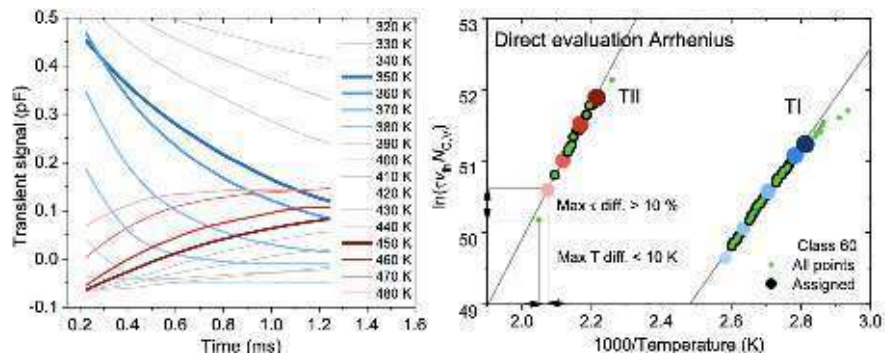 0.5
0.4
0.3
0.2
0.1
0.0
-0.1
Transient signal (pF)
0.2 0.4 0.6 0.8 1.0 1.2 1.4 1.6
Time (ms)
320 K
330 K
340 K
350 K
360 K
370 K
380 K
390 K
400 K
410 K
420 K
430 K
440 K
450 K
460 K
470 K
480 K
Direct evaluation Arrhenius
53
52
51
50
49
TII
TI
Max τ diff. > 10 %
Max T diff. < 10 K
Class 60
All points
Assigned
2.0 2.2 2.4 2.6 2.8 3.0
1000/Temperature (K)